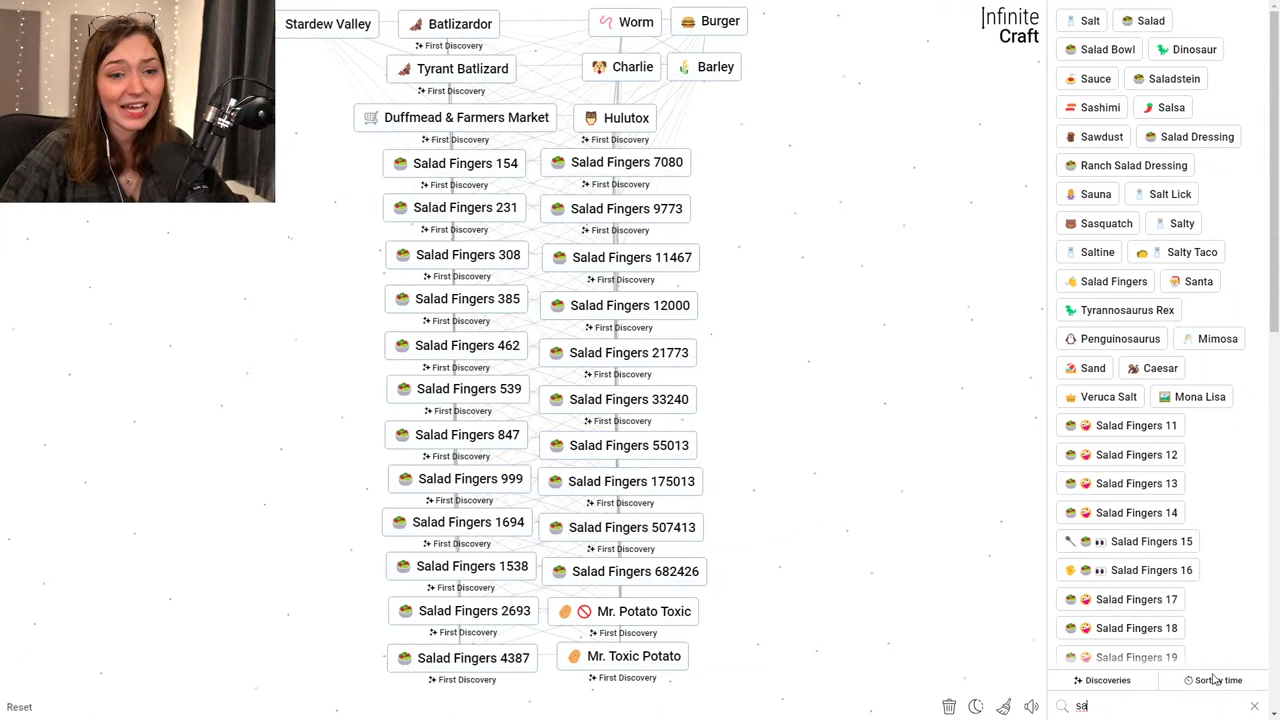 Stardew Valley
Batlizardor
First Discovery
Tyrant Batlizard
First Discovery
Worm
Burger
Charlie
Barley
Duffmead & Farmers Market
First Discovery
Hulutox
First Discovery
Salad Fingers 154
First Discovery
Salad Fingers 7080
First Discovery
Salad Fingers 231
First Discovery
Salad Fingers 9773
First Discovery
Salad Fingers 308
First Discovery
Salad Fingers 11467
First Discovery
Salad Fingers 385
First Discovery
Salad Fingers 12000
First Discovery
Salad Fingers 462
First Discovery
Salad Fingers 21773
First Discovery
Salad Fingers 539
First Discovery
Salad Fingers 33240
First Discovery
Salad Fingers 847
First Discovery
Salad Fingers 55013
First Discovery
Salad Fingers 999
First Discovery
Salad Fingers 175013
First Discovery
Salad Fingers 1694
First Discovery
Salad Fingers 507413
First Discovery
Salad Fingers 1538
First Discovery
Salad Fingers 682426
First Discovery
Salad Fingers 2693
First Discovery
Mr. Potato Toxic
First Discovery
Salad Fingers 4387
First Discovery
Mr. Toxic Potato
First Discovery
Reset
Infinite
Craft
Salt
Salad
Salad Bowl
Dinosaur
Sauce
Saladstein
Sashimi
Salsa
Sawdust
Salad Dressing
Ranch Salad Dressing
Sauna
Salt Lick
Sasquatch
Salty
Saltine
Salty Taco
Salad Fingers
Santa
Tyrannosaurus Rex
Penguinosaurus
Mimosa
Sand
Caesar
Veruca Salt
Mona Lisa
Salad Fingers 11
Salad Fingers 12
Salad Fingers 13
Salad Fingers 14
Salad Fingers 15
Salad Fingers 16
Salad Fingers 17
Salad Fingers 18
Salad Fingers 19
Discoveries
Sort by time
sa